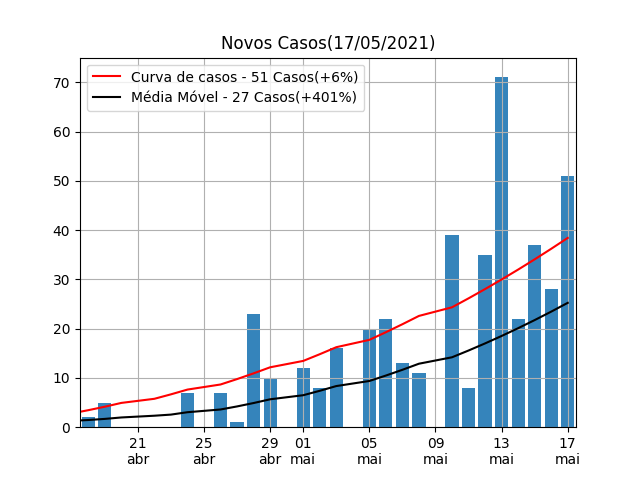 Novos Casos(17/05/2021)
Curva de casos - 51 Casos(+6%)
Média Móvel - 27 Casos(+401%)
70
60
50
40
30
20
10
0
21 abr
25 abr
29 abr
01 mai
05 mai
09 mai
13 mai
17 mai